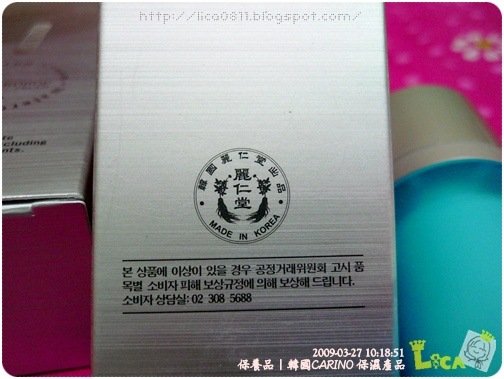 http://lica0811.blogspot.com/
cluding
nts.
韓國麗仁堂出品
麗
仁
堂
MADE IN KOREA
본 상품에 이상이 있을 경우 공정거래위원회 고시 품
목별 소비자 피해 보상규정에 의해 보상해 드립니다.
소비자 상담실: 02 308 5688
2009-03-27 10:18:51
保養品 | 韓國CARINO 保濕產品
LiCA